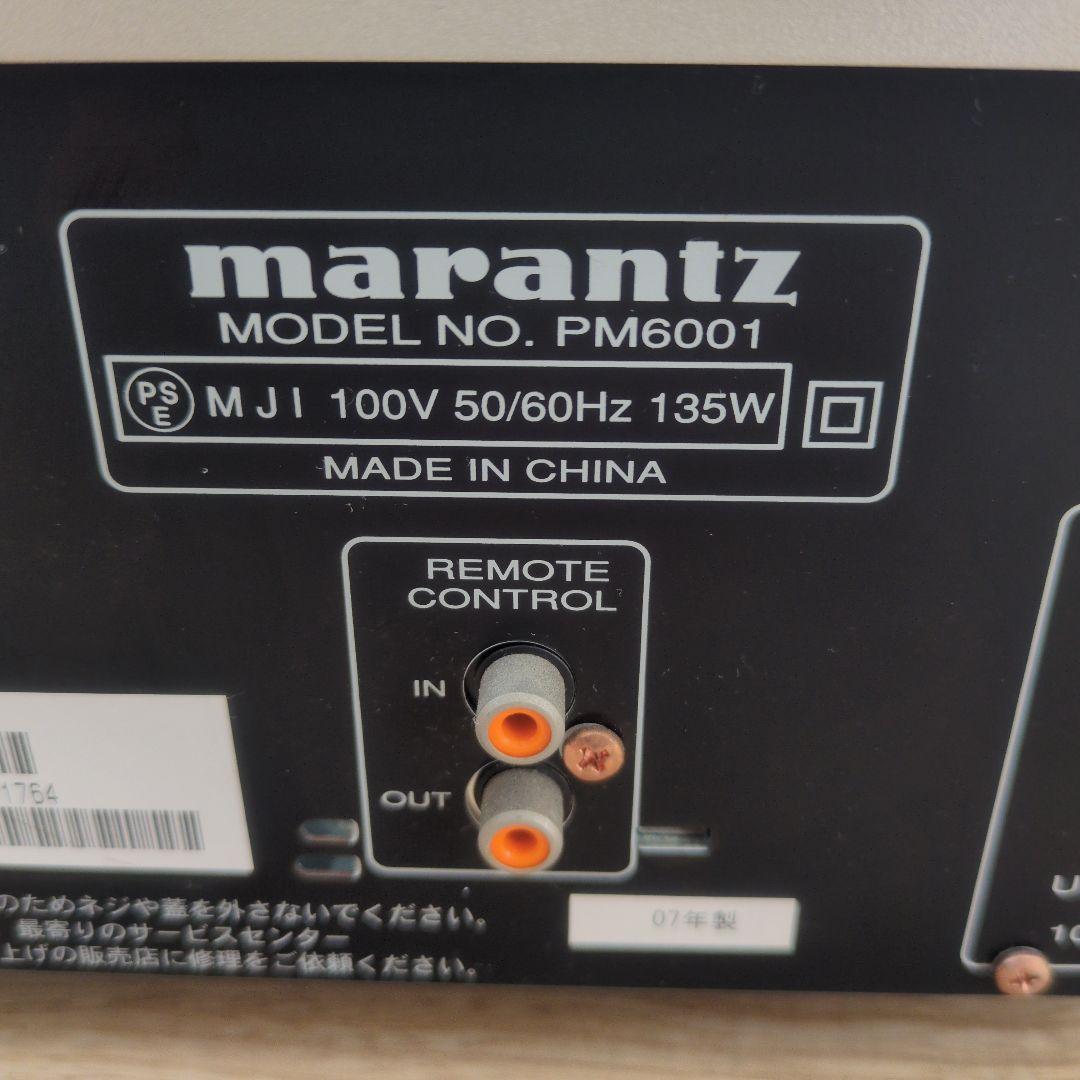 marantz
MODEL NO. PM6001
PS E MJI 100V 50/60Hz 135W
MADE IN CHINA
REMOTE
CONTROL
IN
OUT
1764
のためネジや蓋を外さないでください。
最寄りのサービスセンター
上げの販売店に修理をご依頼ください。
07年製
U
10